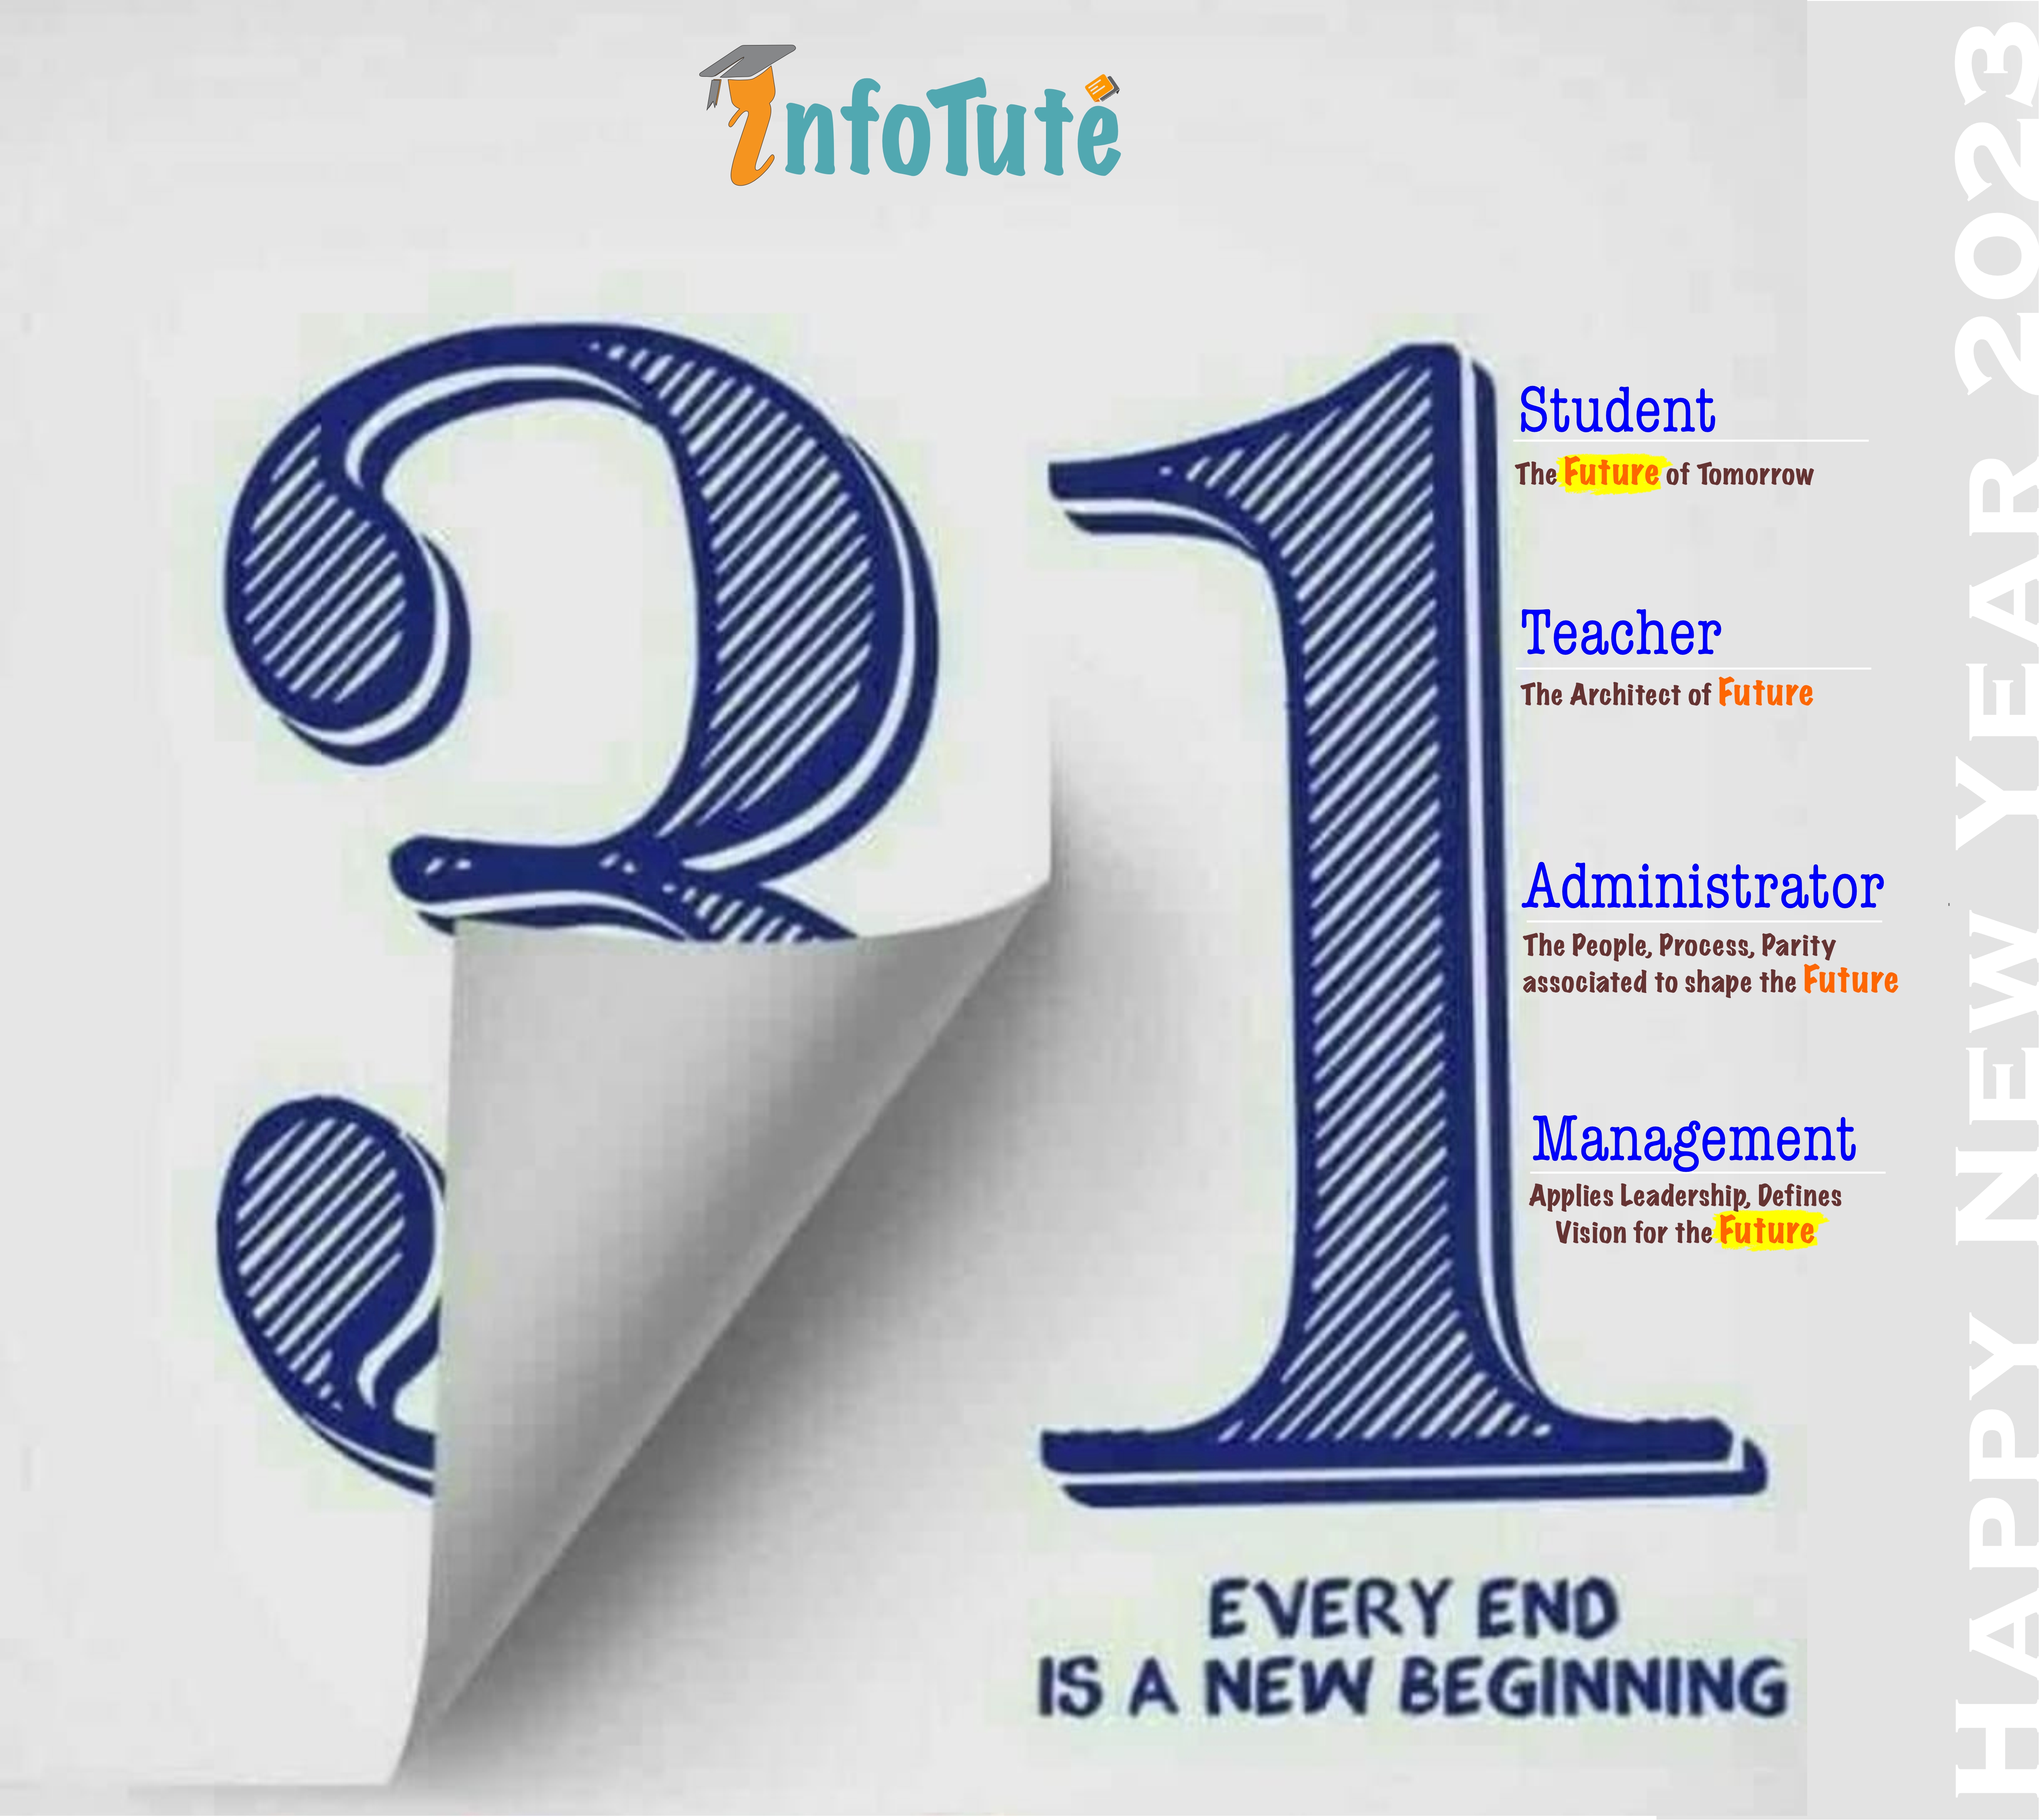 InfoTute
31
Student
The Future of Tomorrow
Teacher
The Architect of Future
Administrator
The People, Process, Parity
associated to shape the Future
Management
Applies Leadership, Defines
Vision for the Future
EVERY END
IS A NEW BEGINNING
HAPPY NEW YEAR 2023